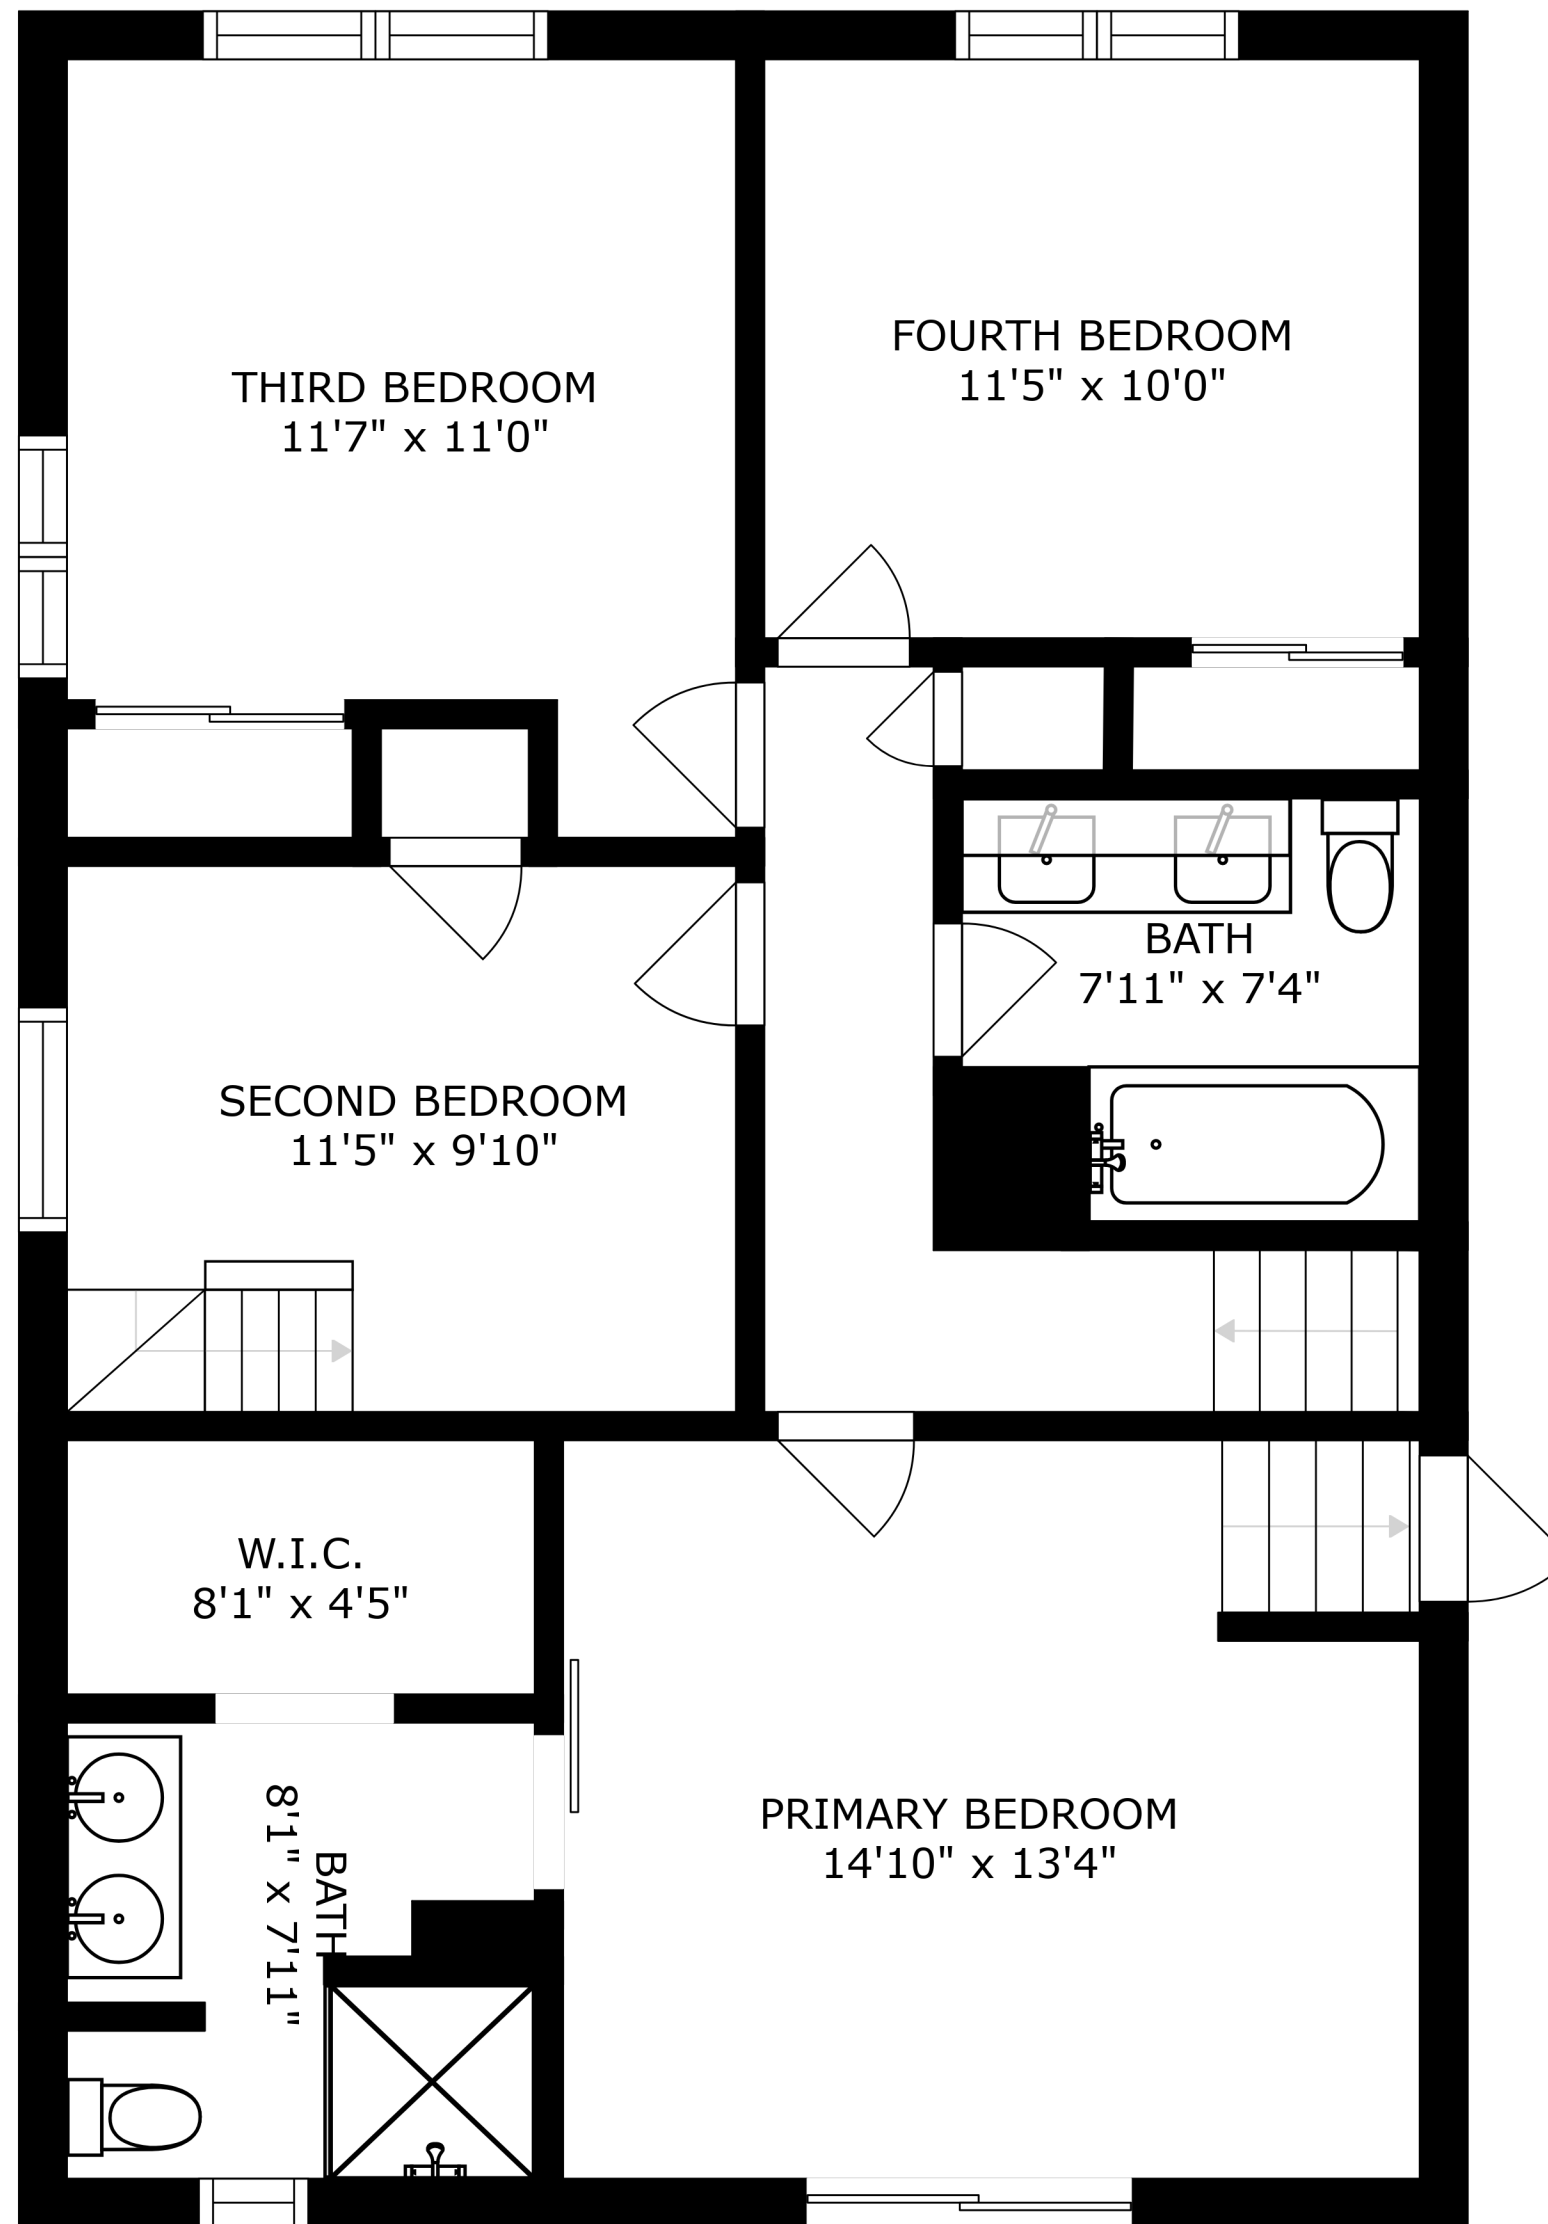 FOURTH BEDROOM
11'5" x 10'0"
THIRD BEDROOM
11'7" x 11'0"
BATH
7'11" x 7'4"
SECOND BEDROOM
11'5" x 9'10"
W.I.C.
8'1" x 4'5"
PRIMARY BEDROOM
14'10" x 13'4"
BATH
8'1" x 7'11"